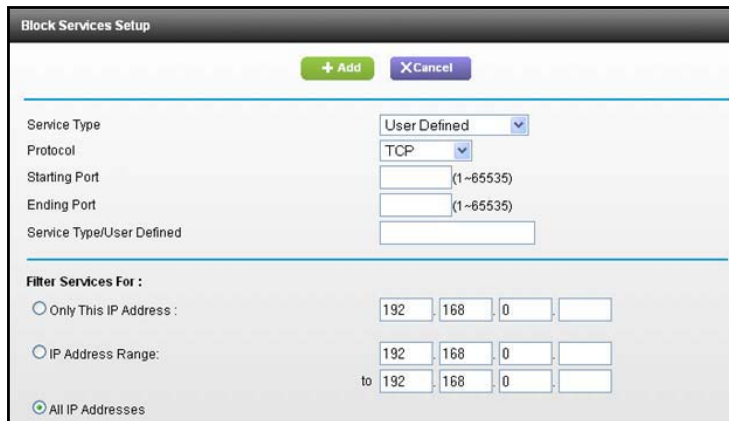 Block Services Setup
+ Add XCancel
Service Type User Defined
Protocol TCP
Starting Port (1~65535)
Ending Port (1~65535)
Service Type/User Defined
Filter Services For :
Only This IP Address : 192 . 168 . 0 .
IP Address Range: 192 . 168 . 0 .
to 192 . 168 . 0 .
All IP Addresses